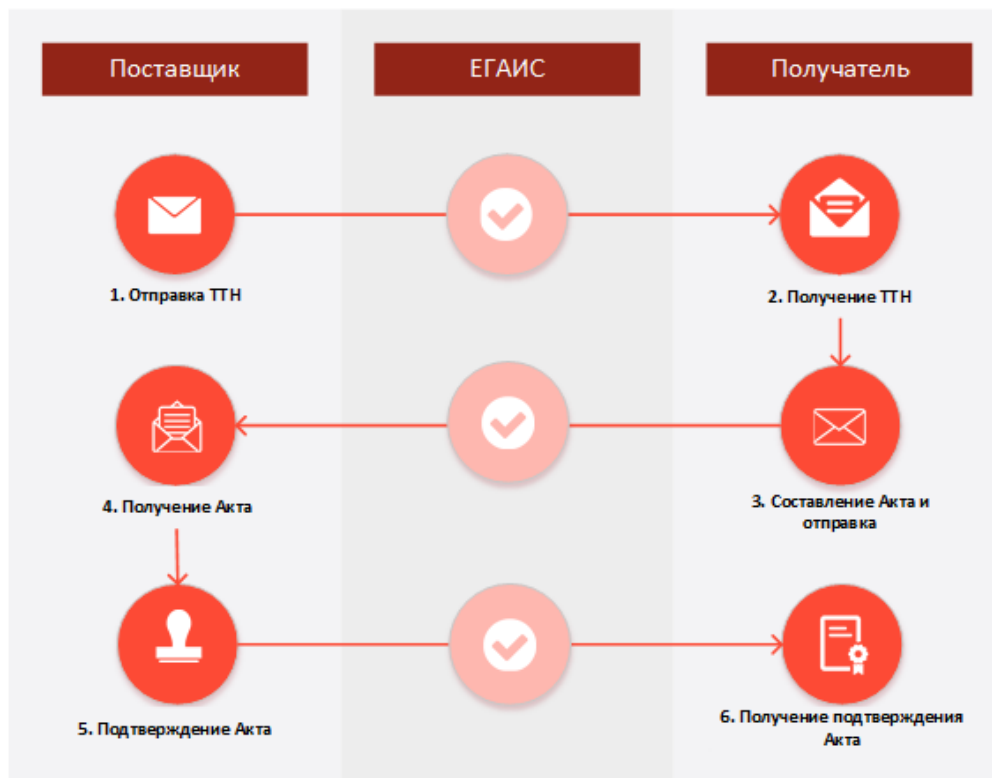 Поставщик
ЕГАИС
Получатель
1. Отправка ТТН
2. Получение ТТН
4. Получение Акта
3. Составление Акта и
отправка
5. Подтверждение Акта
6. Получение подтверждения
Акта